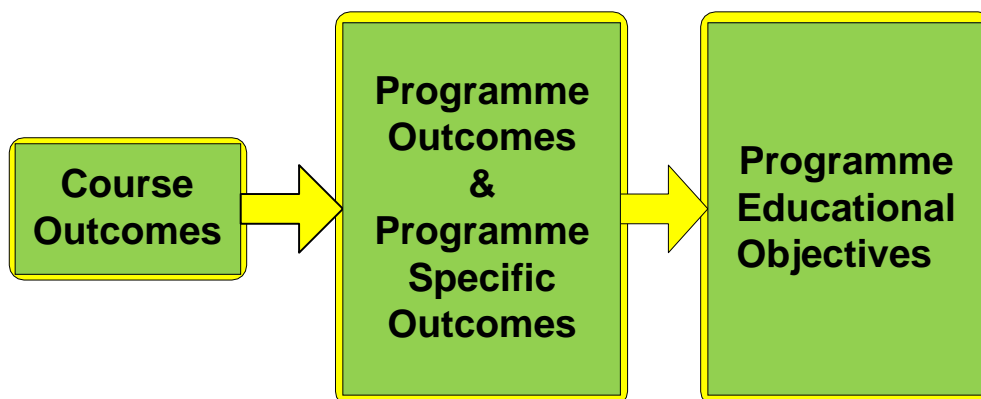 Course
Outcomes
Programme
Outcomes
&
Programme
Specific
Outcomes
Programme
Educational
Objectives